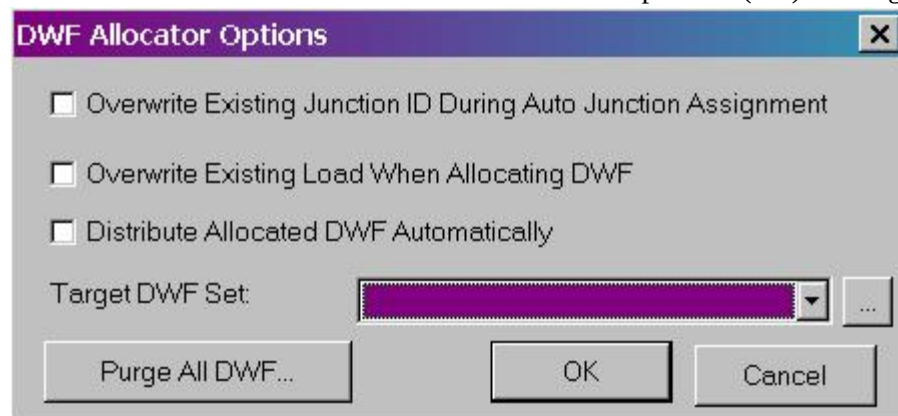 DWF Allocator Options
Overwrite Existing Junction ID During Auto Junction Assignment
Overwrite Existing Load When Allocating DWF
Distribute Allocated DWF Automatically
Target DWF Set:
...
Purge All DWF...
OK
Cancel